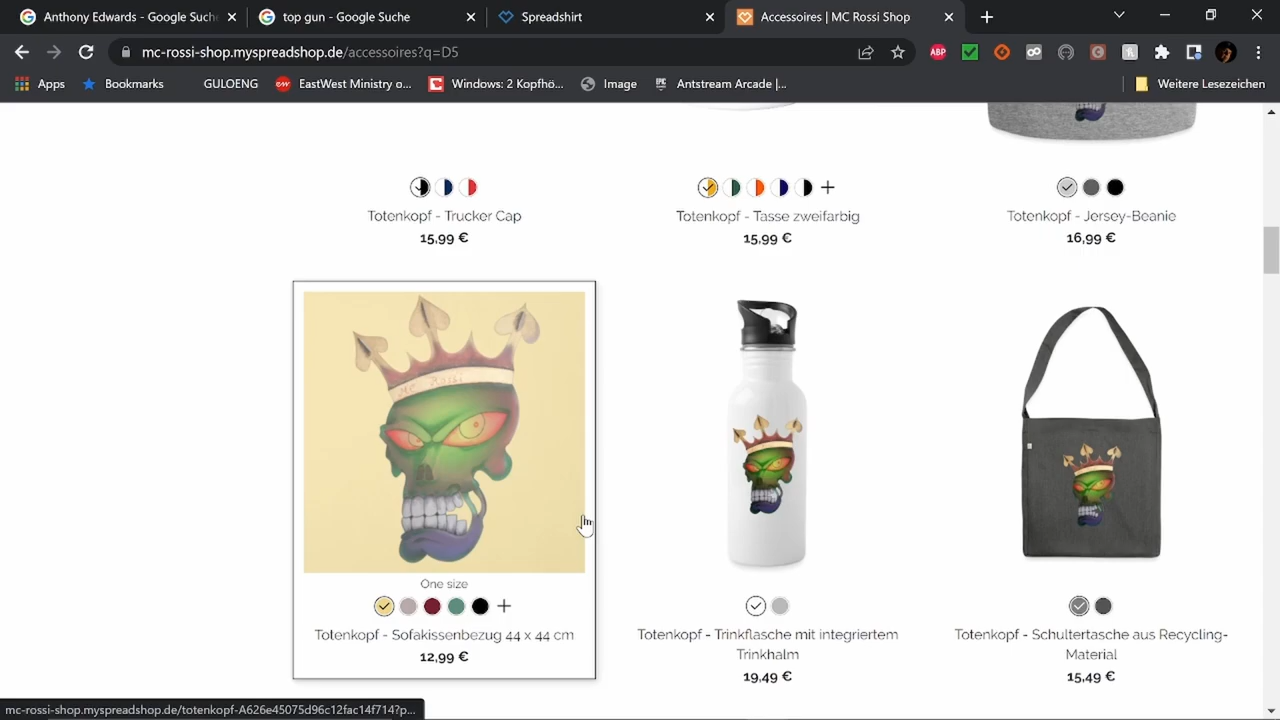 Anthony Edwards - Google Suche
top gun - Google Suche
Spreadshirt
Accessoires | MC Rossi Shop
mc-rossi-shop.myspreadshop.de/accessoires?q=D5
ABP
Apps
Bookmarks
GULOENG
EastWest Ministry o...
Windows: 2 Kopfhö...
Image
Antstream Arcade |...
Weitere Lesezeichen
Totenkopf - Trucker Cap
15,99 €
Totenkopf - Tasse zweifarbig
15,99 €
Totenkopf - Jersey-Beanie
16,99 €
MC Rossi
One size
Totenkopf - Sofakissenbezug 44 x 44 cm
12,99 €
Totenkopf - Trinkflasche mit integriertem
Trinkhalm
19,49 €
Totenkopf - Schultertasche aus Recycling-
Material
15,49 €
mc-rossi-shop.myspreadshop.de/totenkopf-A626e45075d96c12fac14f714?p...